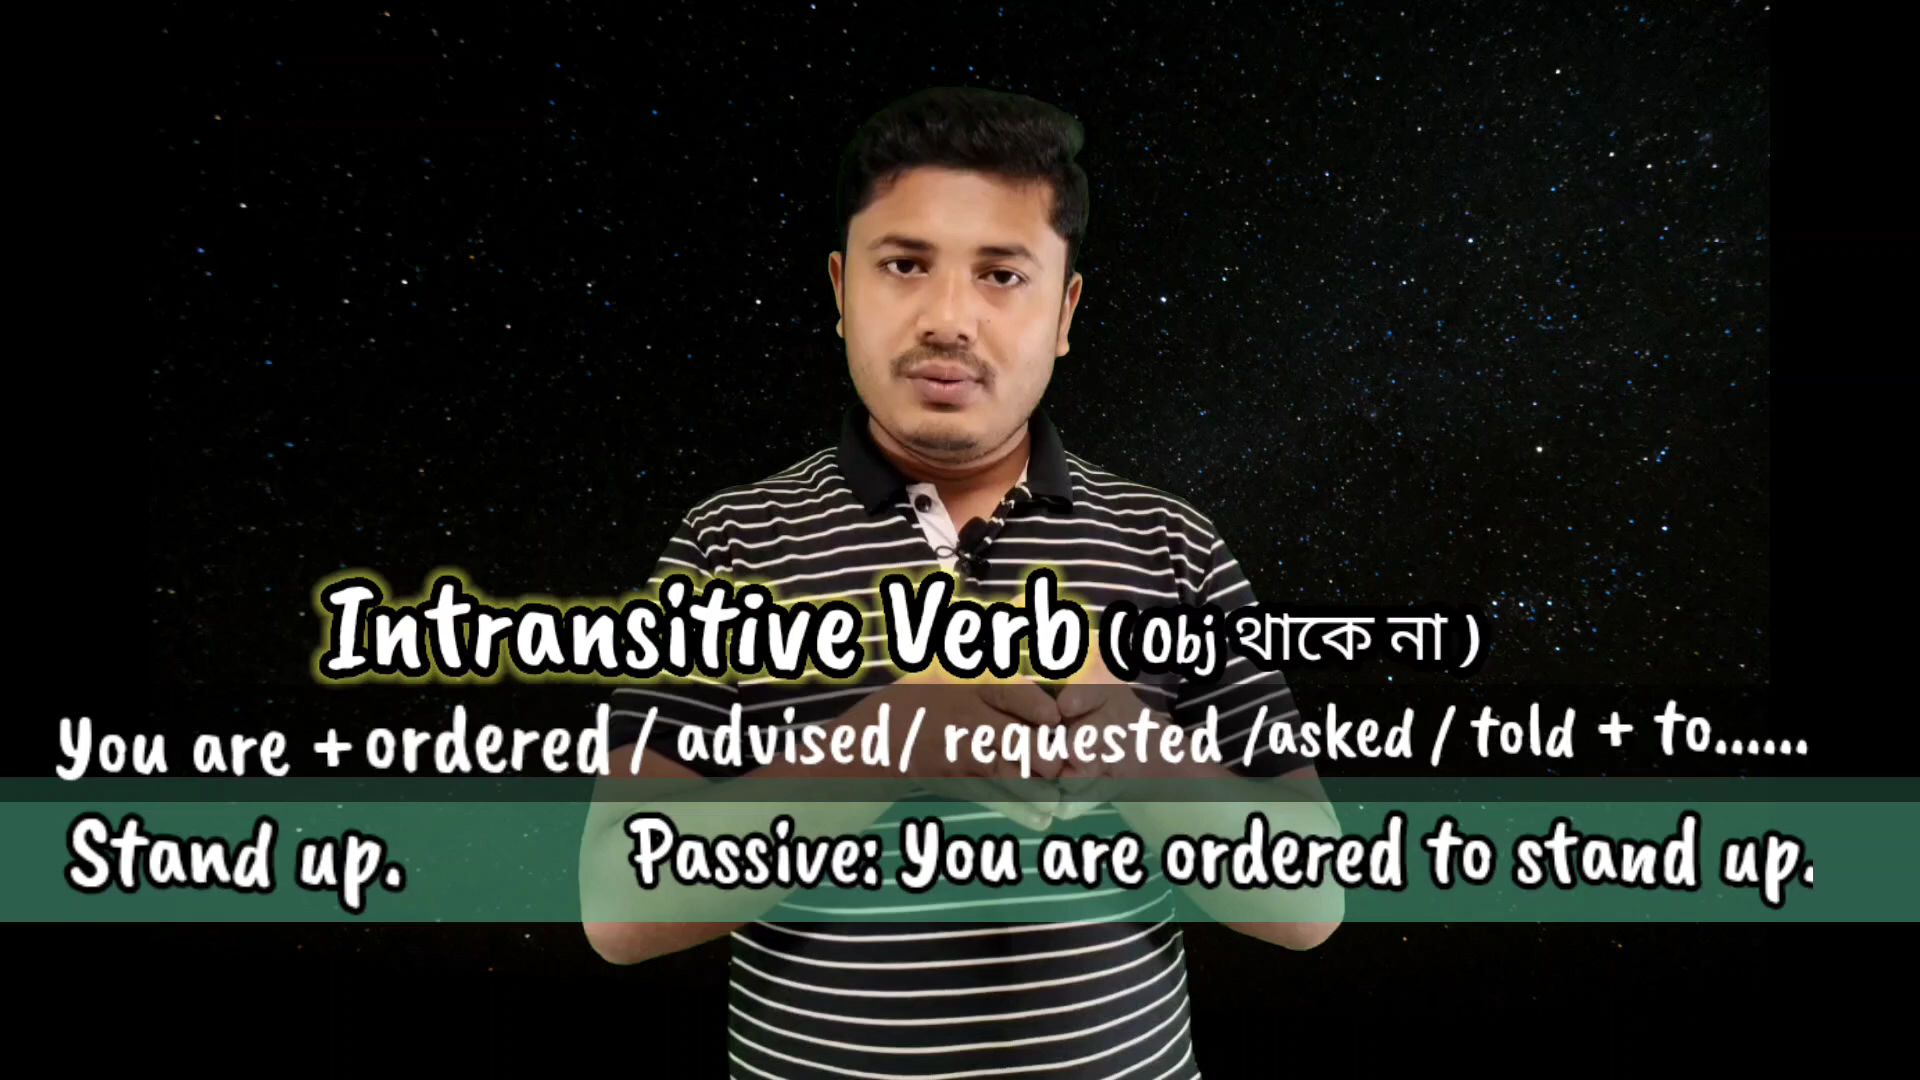 Intransitive Verb ( Obj থাকে না )
You are + ordered / advised/ requested /asked / told + to......
Stand up. Passive: You are ordered to stand up.